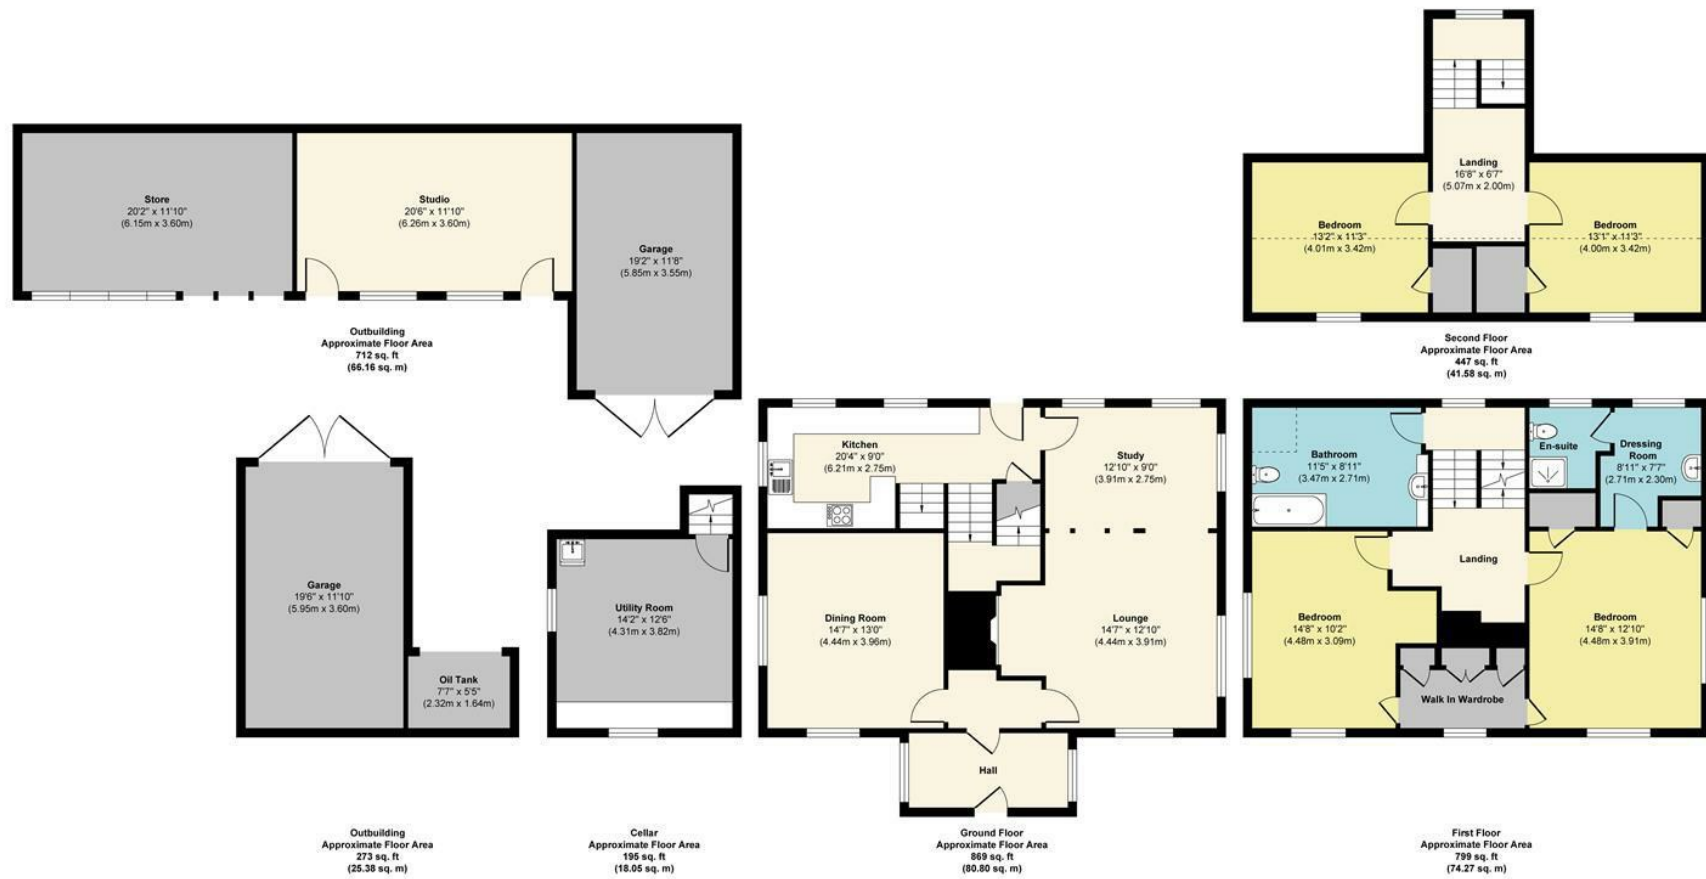 Store
20'2" x 11'10"
(6.15m x 3.60m)
Studio
20'6" x 11'10"
(6.26m x 3.60m)
Garage
19'2" x 11'8"
(5.85m x 3.55m)
Outbuilding
Approximate Floor Area
712 sq. ft
(66.16 sq. m)
Landing
16'8" x 6'7"
(5.07m x 2.00m)
Bedroom
13'2" x 11'3"
(4.01m x 3.42m)
Bedroom
13'1" x 11'3"
(4.00m x 3.42m)
Second Floor
Approximate Floor Area
447 sq. ft
(41.58 sq. m)
Garage
19'6" x 11'10"
(5.95m x 3.60m)
Oil Tank
7'7" x 5'5"
(2.32m x 1.64m)
Outbuilding
Approximate Floor Area
273 sq. ft
(25.38 sq. m)
Utility Room
14'2" x 12'6"
(4.31m x 3.82m)
Cellar
Approximate Floor Area
195 sq. ft
(18.05 sq. m)
Kitchen
20'4" x 9'0"
(6.21m x 2.75m)
Study
12'10" x 9'0"
(3.91m x 2.75m)
Dining Room
14'7" x 13'0"
(4.44m x 3.96m)
Lounge
14'7" x 12'10"
(4.44m x 3.91m)
Hall
Ground Floor
Approximate Floor Area
869 sq. ft
(80.80 sq. m)
Bathroom
11'5" x 8'11"
(3.47m x 2.71m)
En-suite
Dressing
Room
8'11" x 7'7"
(2.71m x 2.30m)
Landing
Bedroom
14'8" x 10'2"
(4.48m x 3.09m)
Bedroom
14'8" x 12'10"
(4.48m x 3.91m)
Walk In Wardrobe
First Floor
Approximate Floor Area
799 sq. ft
(74.27 sq. m)